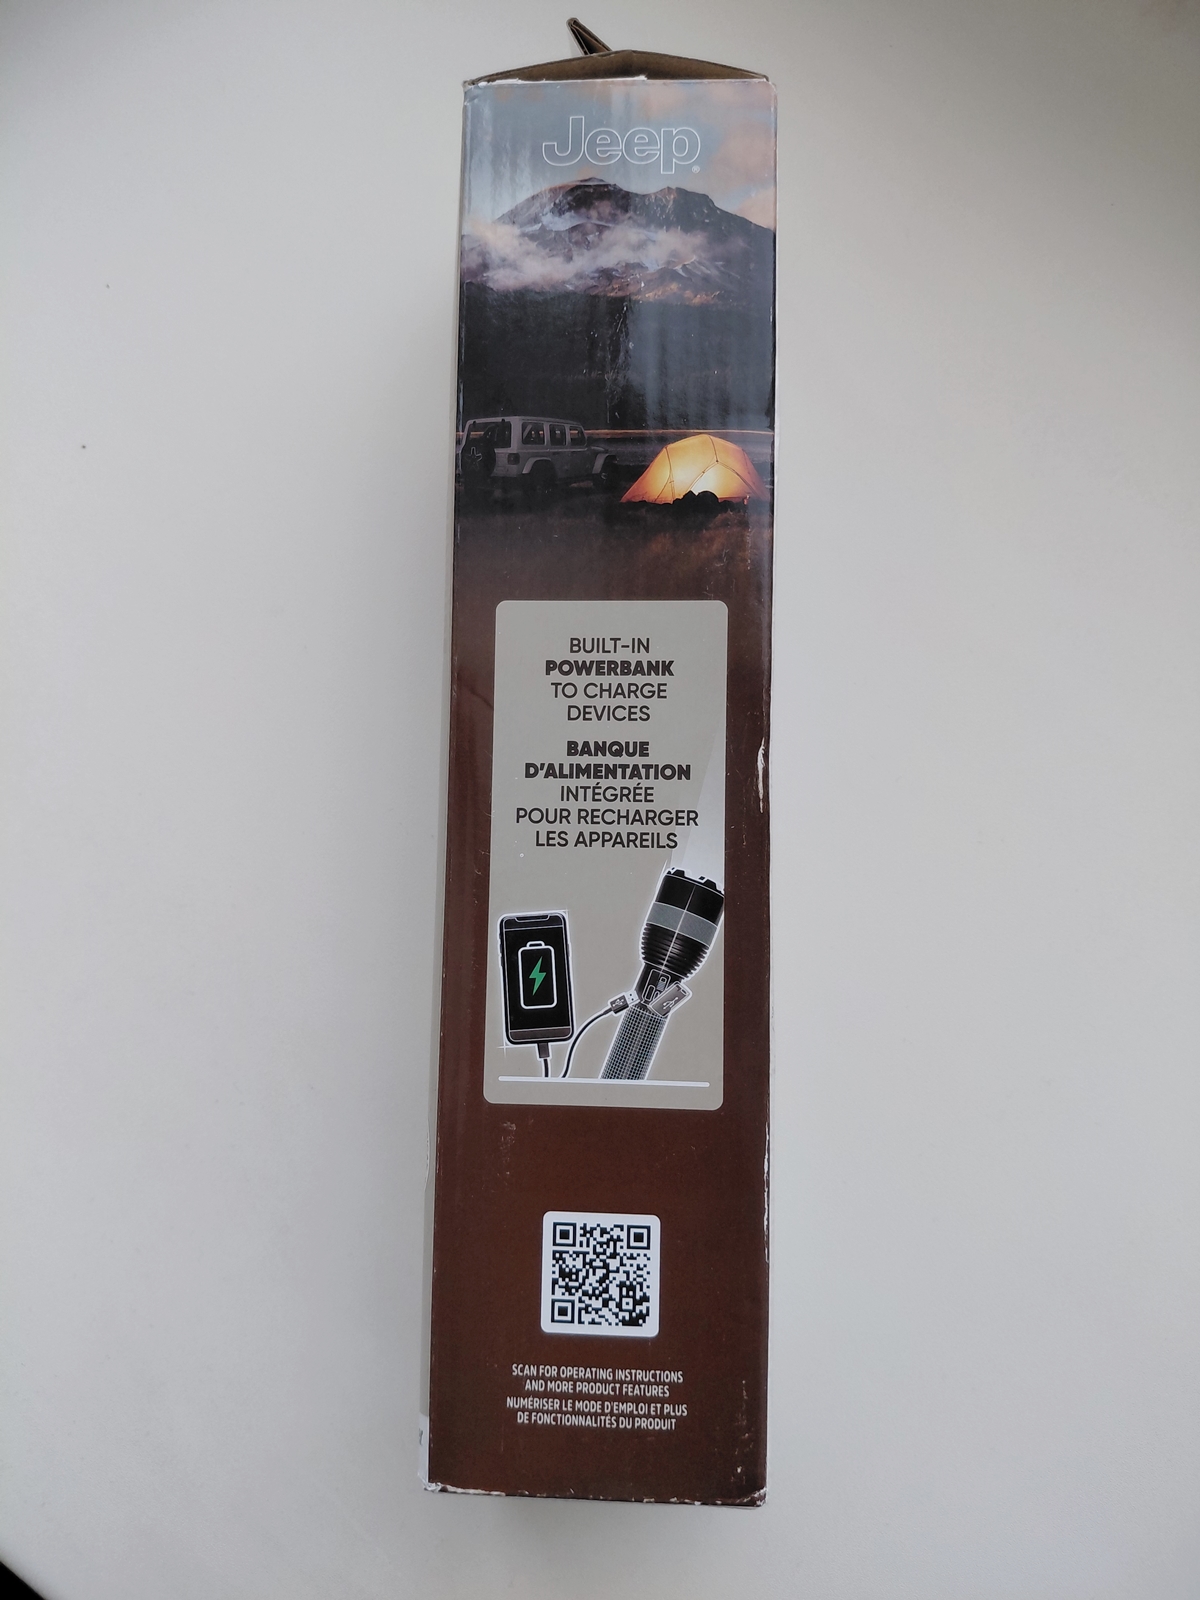 Jeep®
BUILT-IN
POWERBANK
TO CHARGE
DEVICES
BANQUE
D'ALIMENTATION
INTÉGRÉE
POUR RECHARGER
LES APPAREILS
SCAN FOR OPERATING INSTRUCTIONS
AND MORE PRODUCT FEATURES
NUMÉRISER LE MODE D'EMPLOI ET PLUS
DE FONCTIONNALITÉS DU PRODUIT